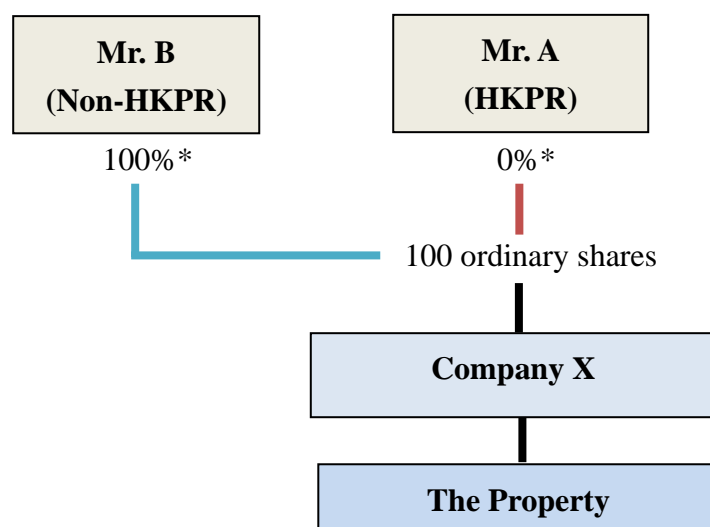 Mr. B
(Non-HKPR)
Mr. A
(HKPR)
100%*
0%*
100 ordinary shares
Company X
The Property